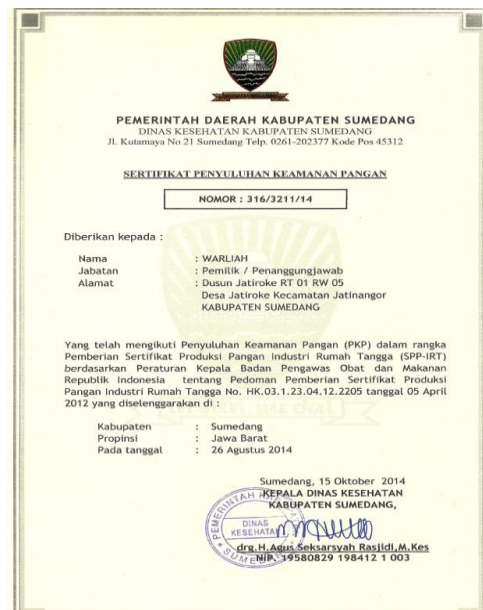 PEMERINTAH DAERAH KABUPATEN SUMEDANG
DINAS KESEHATAN KABUPATEN SUMEDANG
Jl. Kutamaya No 21 Sumedang Telp. 0261-202377 Kode Pos 45312
SERTIFIKAT PENYULUHAN KEAMANAN PANGAN
NOMOR : 316/3211/14
Diberikan kepada :
Nama : WARLIAH
Jabatan : Pemilik / Penanggungjawab
Alamat : Dusun Jatiroke RT 01 RW 05
Desa Jatiroke Kecamatan Jatinangor
KABUPATEN SUMEDANG
Yang telah mengikuti Penyuluhan Keamanan Pangan (PKP) dalam rangka
Pemberian Sertifikat Produksi Pangan Industri Rumah Tangga (SPP-IRT)
berdasarkan Peraturan Kepala Badan Pengawas Obat dan Makanan
Republik Indonesia tentang Pedoman Pemberian Sertifikat Produksi
Pangan Industri Rumah Tangga No. HK.03.1.23.04.12.2205 tanggal 05 April
2012 yang diselenggarakan di :
Kabupaten : Sumedang
Propinsi : Jawa Barat
Pada tanggal : 26 Agustus 2014
Sumedang, 15 Oktober 2014
KEPALA DINAS KESEHATAN
KABUPATEN SUMEDANG,
DINAS
KESEHATAN
drg.H.Agus Seksarsyah Rasjidi,M.Kes
NIP. 19580829 198412 1 003